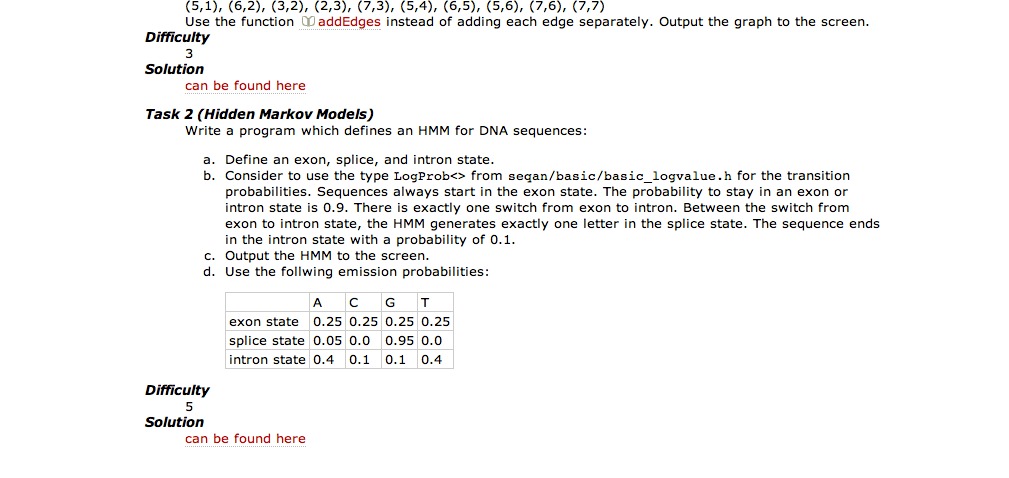 (5,1), (6,2), (3,2), (2,3), (7,3), (5,4), (6,5), (5,6), (7,6), (7,7)
Use the function addEdges instead of adding each edge separately. Output the graph to the screen.
Difficulty
3
Solution
can be found here
Task 2 (Hidden Markov Models)
Write a program which defines an HMM for DNA sequences:
a. Define an exon, splice, and intron state.
b. Consider to use the type LogProb<> from seqan/basic/basic_logvalue.h for the transition
probabilities. Sequences always start in the exon state. The probability to stay in an exon or
intron state is 0.9. There is exactly one switch from exon to intron. Between the switch from
exon to intron state, the HMM generates exactly one letter in the splice state. The sequence ends
in the intron state with a probability of 0.1.
c. Output the HMM to the screen.
d. Use the follwing emission probabilities:
A C G T
exon state 0.25 0.25 0.25 0.25
splice state 0.05 0.0 0.95 0.0
intron state 0.4 0.1 0.1 0.4
Difficulty
5
Solution
can be found here